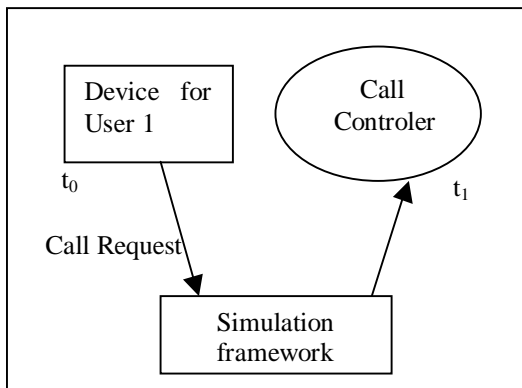 Device for
User 1
Call
Controler
t₀
t₁
Call Request
Simulation
framework